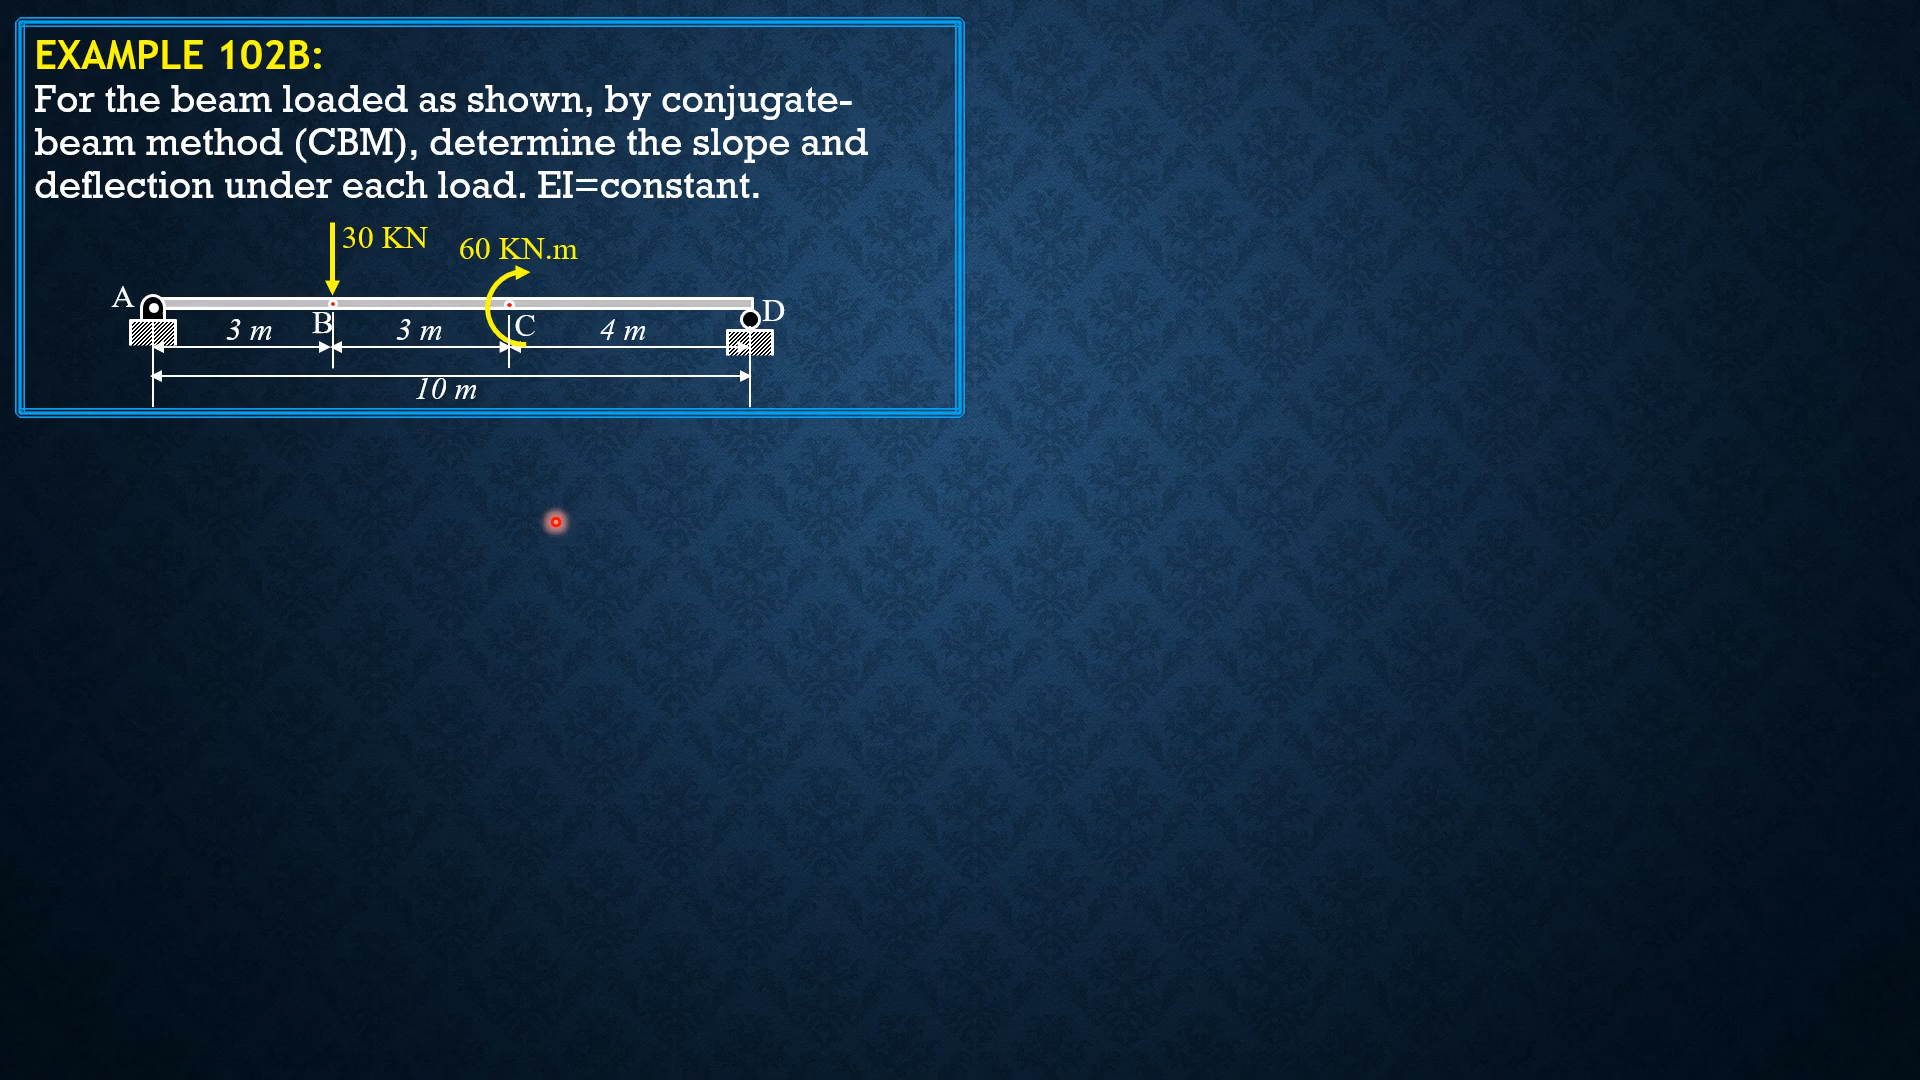 EXAMPLE 102B:
For the beam loaded as shown, by conjugate-
beam method (CBM), determine the slope and
deflection under each load. EI=constant.
30 KN
60 KN.m
A
B
C
D
3 m
3 m
4 m
10 m